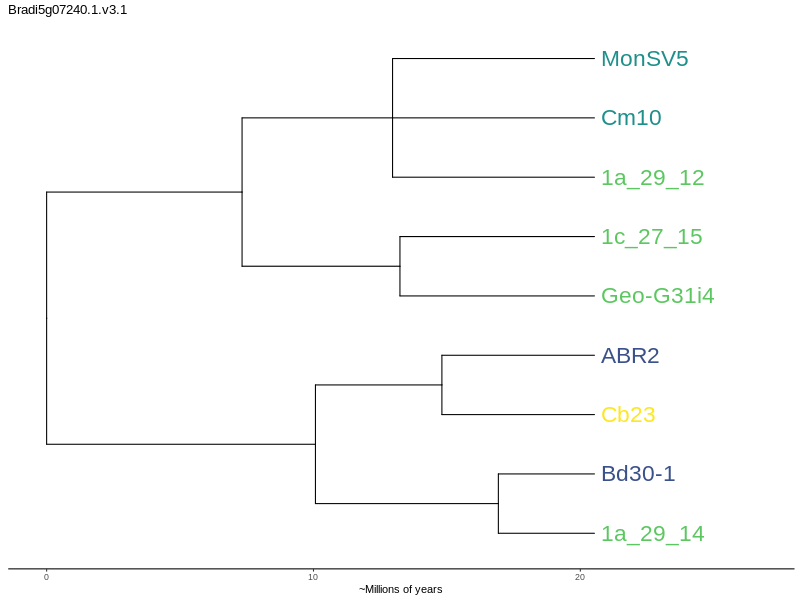 Bradi5g07240.1.v3.1
MonSV5
Cm10
1a_29_12
1c_27_15
Geo-G31i4
ABR2
Cb23
Bd30-1
1a_29_14
0 10 20
~Millions of years